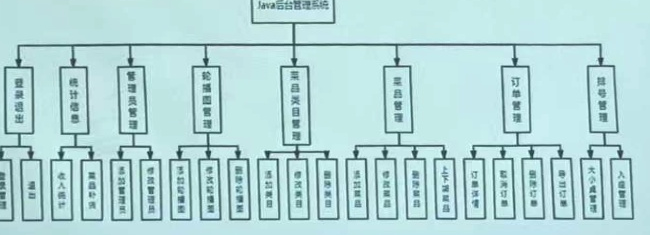 Java后台管理系统
登录退出
统计信息
管理员管理
轮播图管理
菜品类目管理
菜品管理
订单管理
排号管理
登录管理
退出
收入统计
添加管理员
修改管理员
添加轮播图
修改轮播图
删除轮播图
添加类目
修改类目
删除类目
添加菜品
修改菜品
删除菜品
上下架菜品
订单详情
取消订单
删除订单
导出订单
大小桌管理
入座管理